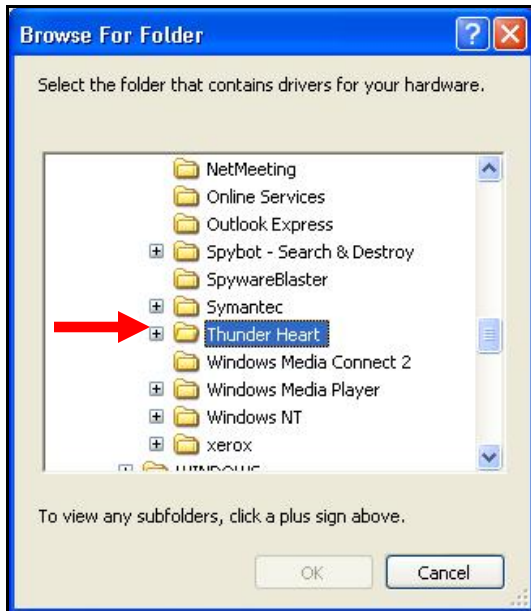 Browse For Folder
Select the folder that contains drivers for your hardware.
NetMeeting
Online Services
Outlook Express
Spybot - Search & Destroy
SpywareBlaster
Symantec
Thunder Heart
Windows Media Connect 2
Windows Media Player
Windows NT
xerox
WINDOWS
To view any subfolders, click a plus sign above.
OK
Cancel